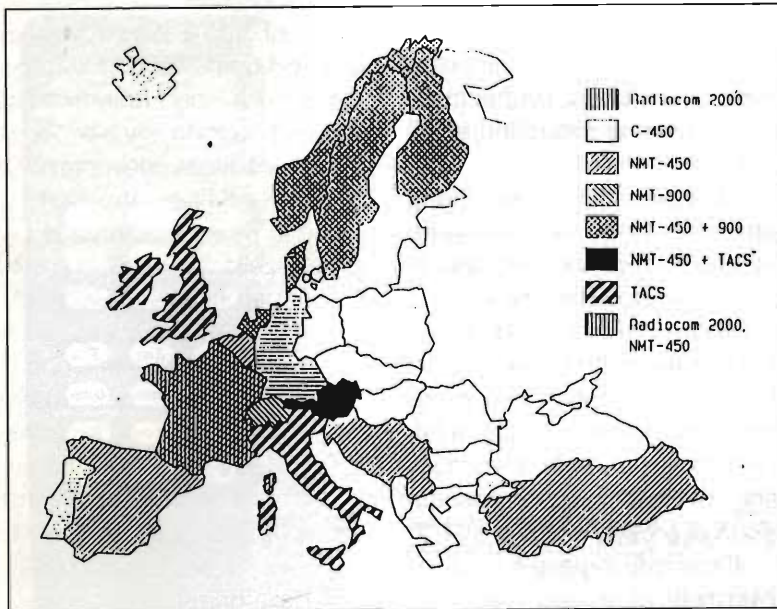 Radiocom 2000
C-450
NMT-450
NMT-900
NMT-450 + 900
NMT-450 + TACS
TACS
Radiocom 2000,
NMT-450